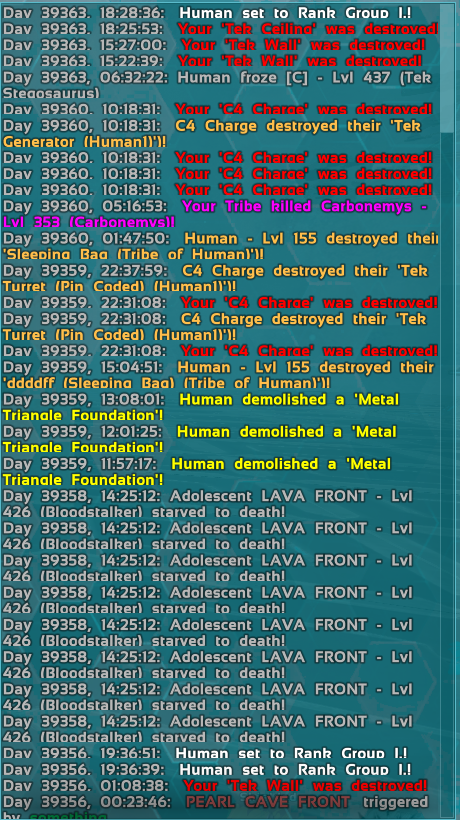 Day 39363, 18:28:36: Human set to Rank Group 1.!
Day 39363, 18:25:53: Your 'Tek Ceiling' was destroyed!
Day 39363, 15:27:00: Your 'Tek Wall' was destroyed!
Day 39363, 15:22:39: Your 'Tek Wall' was destroyed!
Day 39363, 06:32:22: Human froze [C] - Lvl 437 (Tek
Stegosaurus)
Day 39360, 10:18:31: Your 'C4 Charge' was destroyed!
Day 39360, 10:18:31: C4 Charge destroyed their 'Tek
Generator (Human1)')!
Day 39360, 10:18:31: Your 'C4 Charge' was destroyed!
Day 39360, 10:18:31: Your 'C4 Charge' was destroyed!
Day 39360, 10:18:31: Your 'C4 Charge' was destroyed!
Day 39360, 05:16:53: Your Tribe killed Carbonemys -
Lvl 353 (Carbonemys)!
Day 39360, 01:47:50: Human - Lvl 155 destroyed their
'Sleeping Bag (Tribe of Human)')!
Day 39359, 22:37:59: C4 Charge destroyed their 'Tek
Turret (Pin Coded) (Human1)')!
Day 39359, 22:31:08: Your 'C4 Charge' was destroyed!
Day 39359, 22:31:08: C4 Charge destroyed their 'Tek
Turret (Pin Coded) (Human1)')!
Day 39359, 22:31:08: Your 'C4 Charge' was destroyed!
Day 39359, 15:04:51: Human - Lvl 155 destroyed their
'ddddff (Sleeping Bag) (Tribe of Human)')!
Day 39359, 13:08:01: Human demolished a 'Metal
Triangle Foundation'!
Day 39359, 12:01:25: Human demolished a 'Metal
Triangle Foundation'!
Day 39359, 11:57:17: Human demolished a 'Metal
Triangle Foundation'!
Day 39358, 14:25:12: Adolescent LAVA FRONT - Lvl
426 (Bloodstalker) starved to death!
Day 39358, 14:25:12: Adolescent LAVA FRONT - Lvl
426 (Bloodstalker) starved to death!
Day 39358, 14:25:12: Adolescent LAVA FRONT - Lvl
426 (Bloodstalker) starved to death!
Day 39358, 14:25:12: Adolescent LAVA FRONT - Lvl
426 (Bloodstalker) starved to death!
Day 39358, 14:25:12: Adolescent LAVA FRONT - Lvl
426 (Bloodstalker) starved to death!
Day 39358, 14:25:12: Adolescent LAVA FRONT - Lvl
426 (Bloodstalker) starved to death!
Day 39358, 14:25:12: Adolescent LAVA FRONT - Lvl
426 (Bloodstalker) starved to death!
Day 39358, 14:25:12: Adolescent LAVA FRONT - Lvl
426 (Bloodstalker) starved to death!
Day 39356, 19:36:51: Human set to Rank Group 1.!
Day 39356, 19:36:39: Human set to Rank Group 1.!
Day 39356, 01:08:38: Your 'Tek Wall' was destroyed!
Day 39356, 00:23:46: PEARL CAVE FRONT triggered
by something